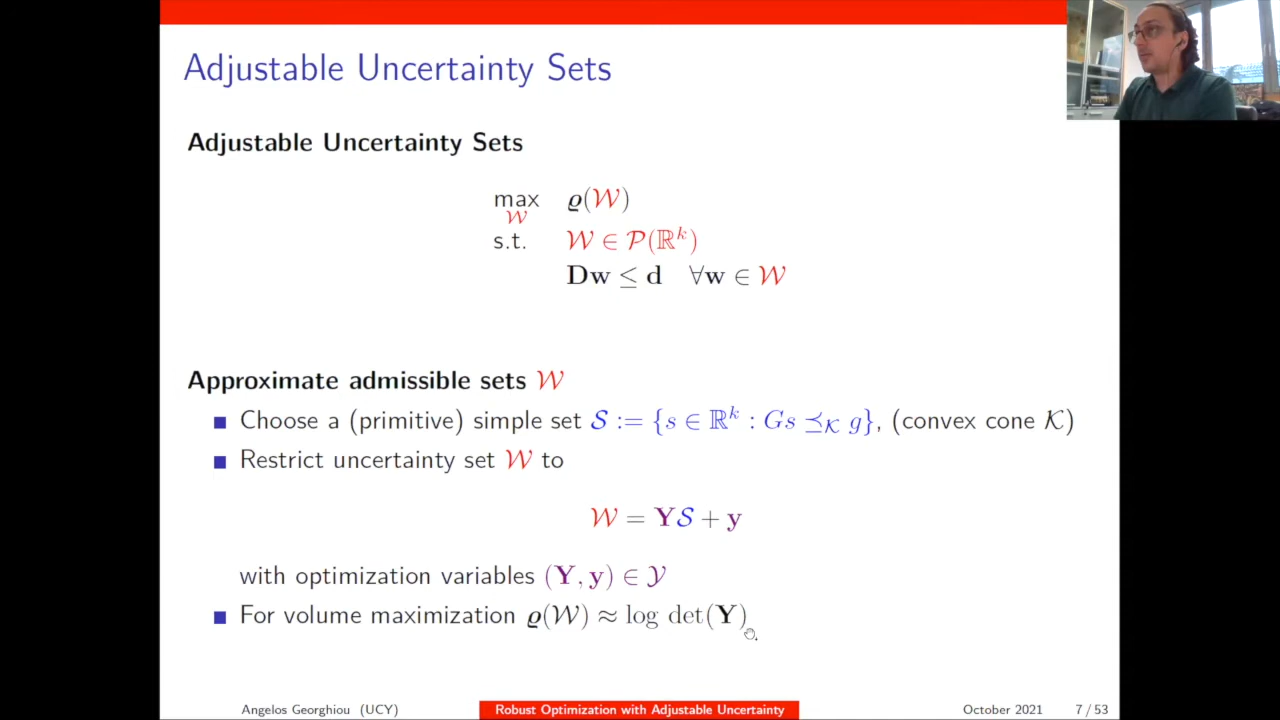 Adjustable Uncertainty Sets
Adjustable Uncertainty Sets
max ϱ(𝒲)
𝒲
s.t. 𝒲 ∈ 𝒫(ℝᵏ)
Dw ≤ d ∀w ∈ 𝒲
Approximate admissible sets 𝒲
Choose a (primitive) simple set 𝒮 := {s ∈ ℝᵏ : Gs ⪯_𝒦 g}, (convex cone 𝒦)
Restrict uncertainty set 𝒲 to
𝒲 = Y𝒮 + y
with optimization variables (Y, y) ∈ 𝒴
For volume maximization ϱ(𝒲) ≈ log det(Y)
Angelos Georghiou (UCY) Robust Optimization with Adjustable Uncertainty October 2021 7 / 53